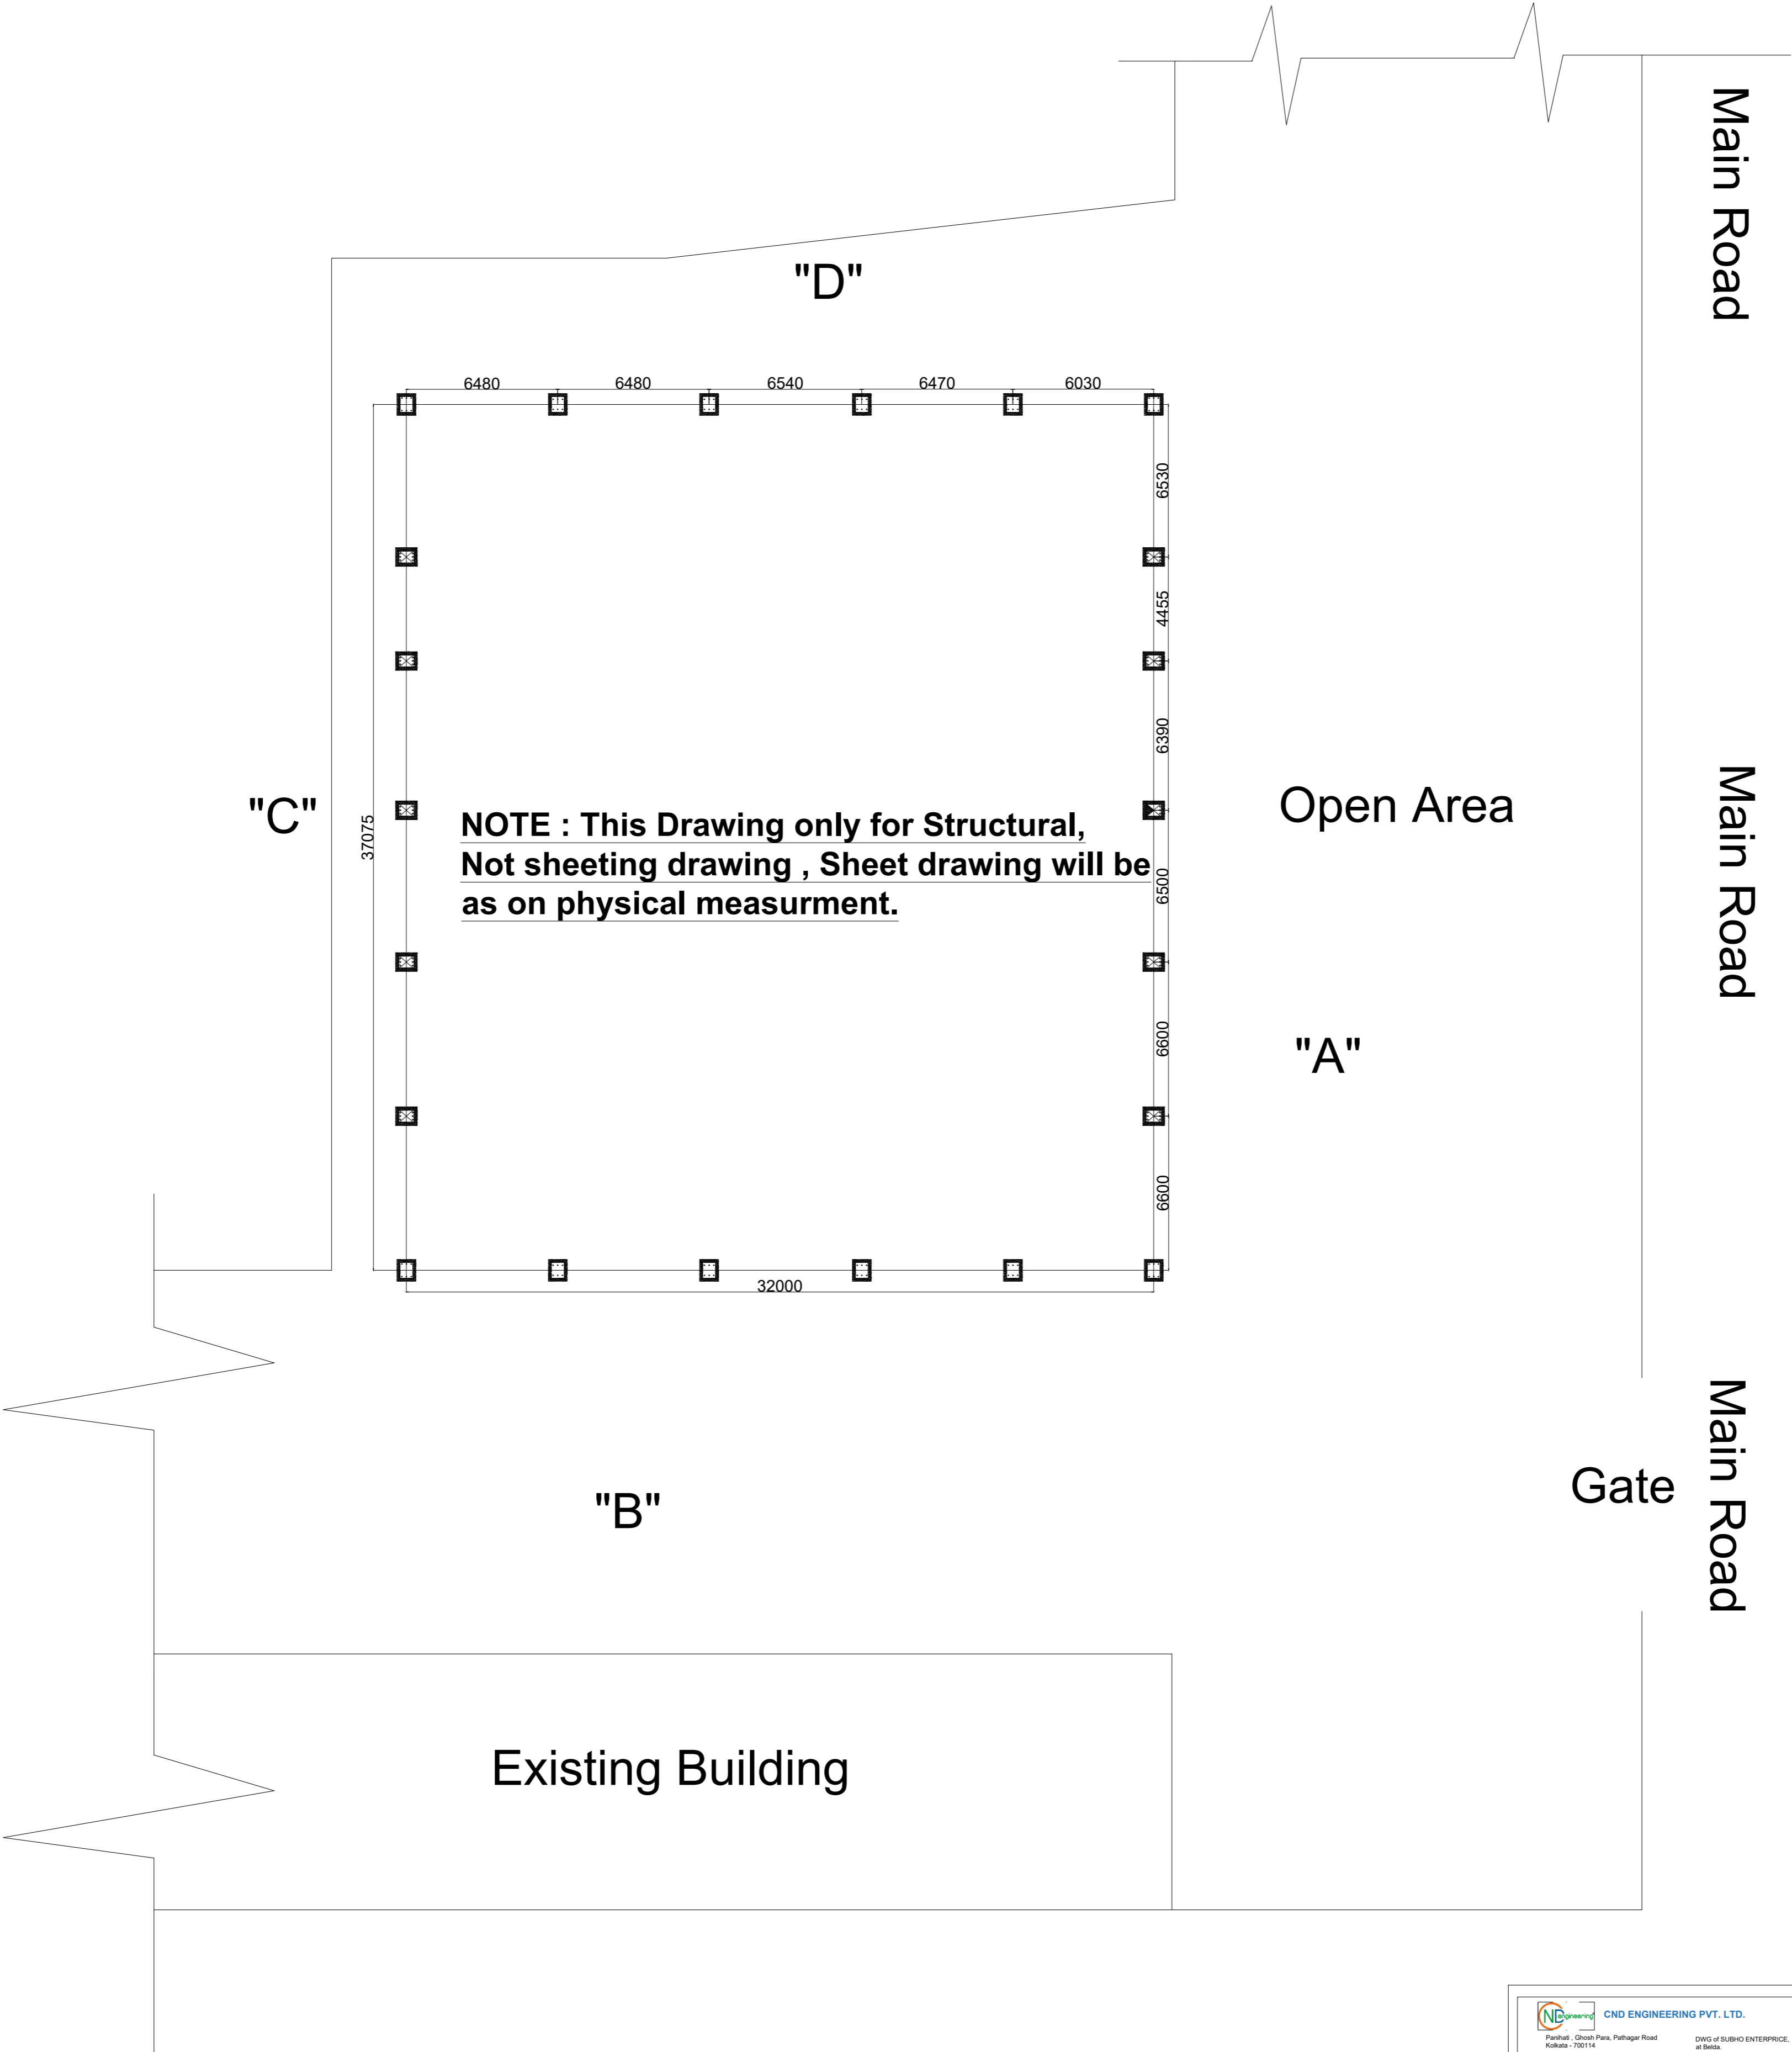 Main Road
"D"
6480 6480 6540 6470 6030
6530
4455
6390
"C"
37075
NOTE : This Drawing only for Structural,
Not sheeting drawing , Sheet drawing will be
as on physical measurment.
Open Area
Main Road
6500
6600
"A"
6600
32000
Main Road
Gate
"B"
Existing Building
CND engineering
CND ENGINEERING PVT. LTD.
Panihati , Ghosh Para, Pathagar Road
Kolkata - 700114
DWG of SUBHO ENTERPRICE,
at Belda.